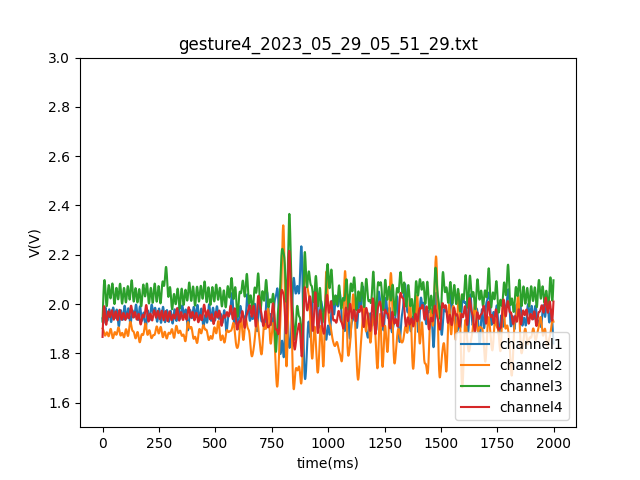 gesture4_2023_05_29_05_51_29.txt
3.0
2.8
2.6
2.4
2.2
2.0
1.8
1.6
V(V)
channel1
channel2
channel3
channel4
0 250 500 750 1000 1250 1500 1750 2000
time(ms)